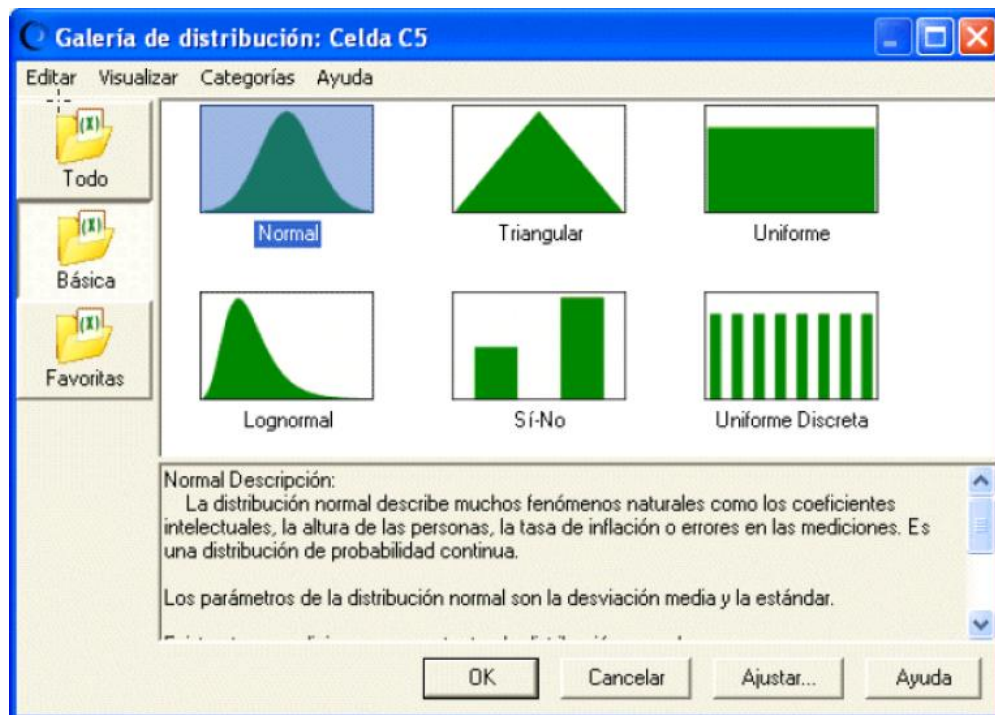 Galería de distribución: Celda C5
Editar Visualizar Categorías Ayuda
(X)
Todo
(X)
Básica
(X)
Favoritas
Normal
Triangular
Uniforme
Lognormal
Sí-No
Uniforme Discreta
Normal Descripción:
La distribución normal describe muchos fenómenos naturales como los coeficientes
intelectuales, la altura de las personas, la tasa de inflación o errores en las mediciones. Es
una distribución de probabilidad continua.
Los parámetros de la distribución normal son la desviación media y la estándar.
OK
Cancelar
Ajustar...
Ayuda